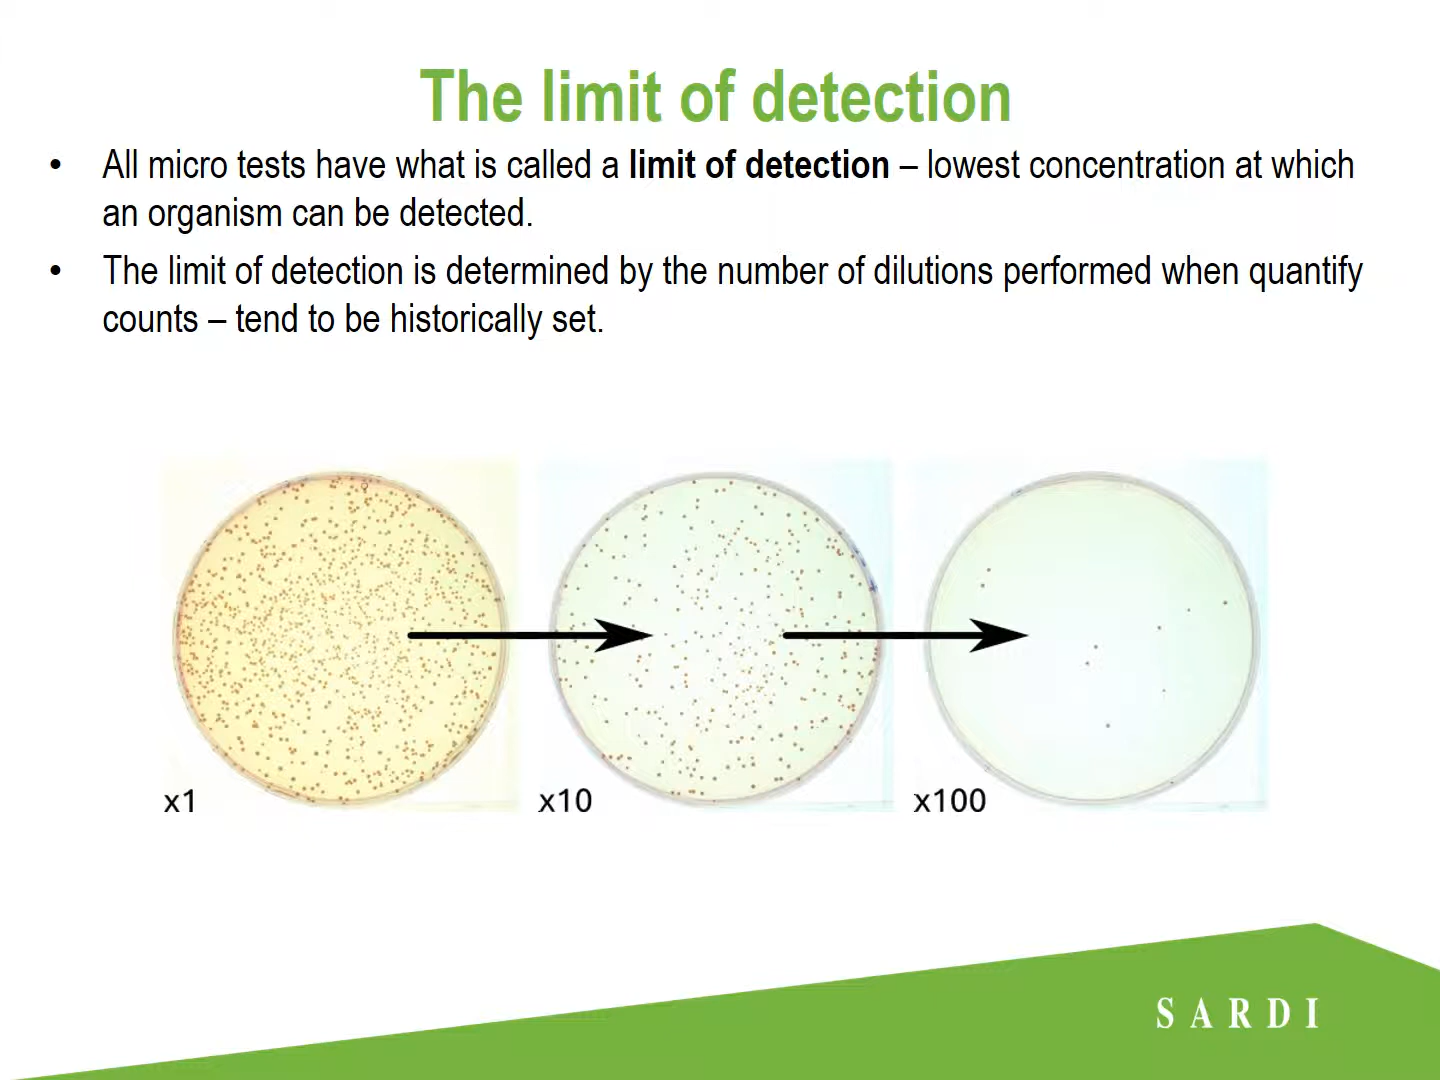 The limit of detection
• All micro tests have what is called a limit of detection – lowest concentration at which
an organism can be detected.
• The limit of detection is determined by the number of dilutions performed when quantify
counts – tend to be historically set.
x1
x10
x100
SARDI